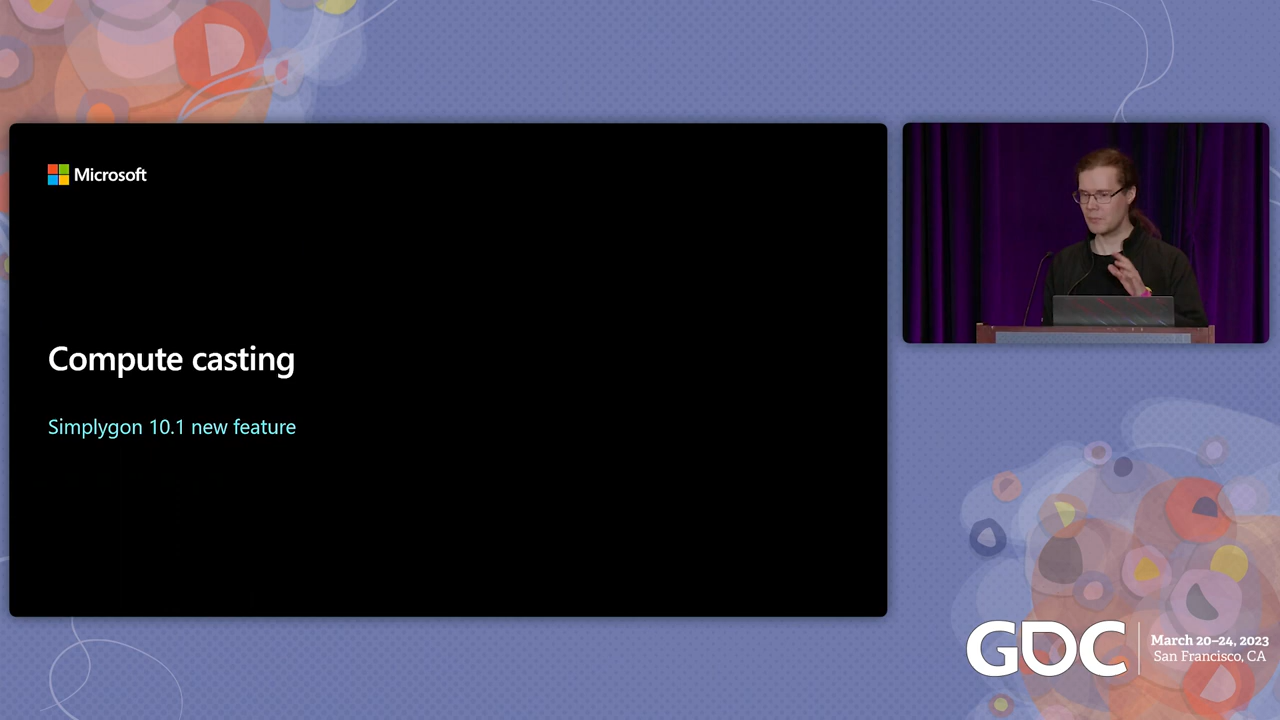 Microsoft
Compute casting
Simplygon 10.1 new feature
GDC
March 20–24, 2023
San Francisco, CA